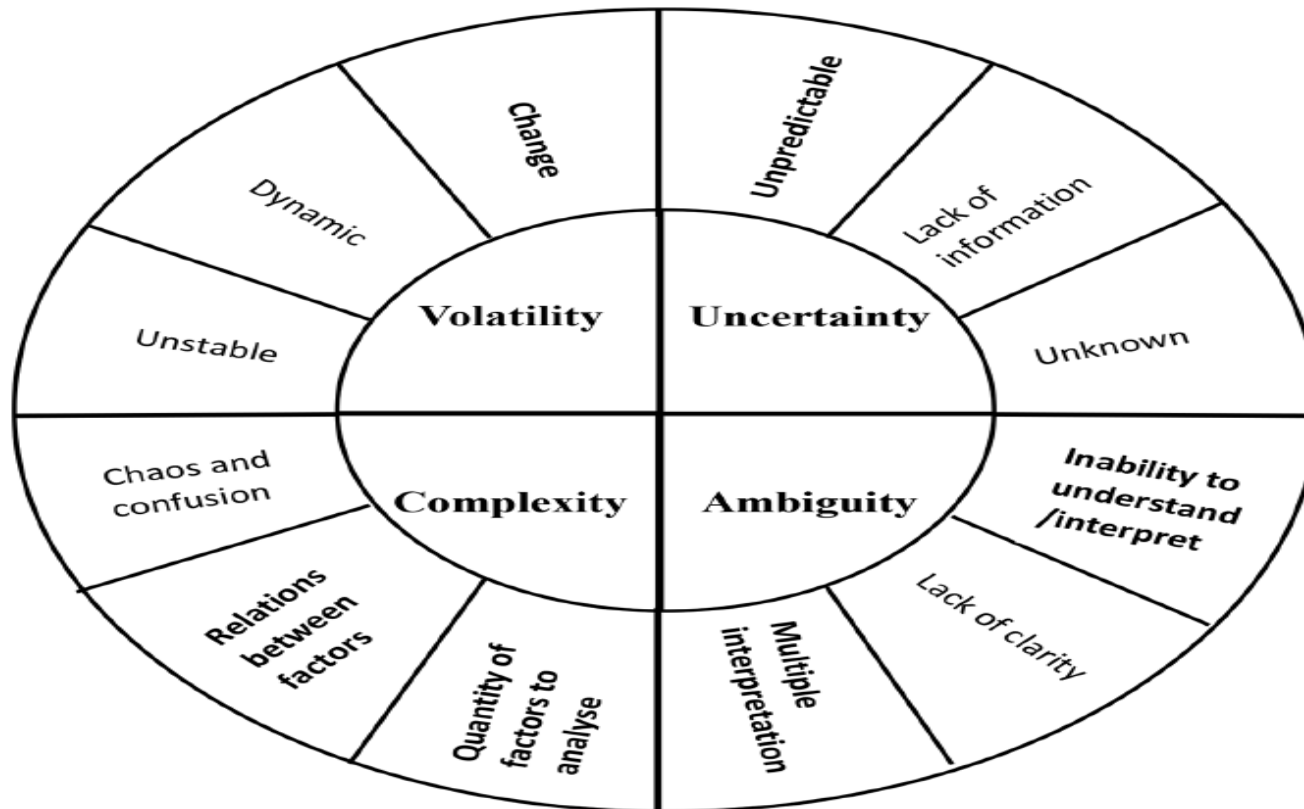 Change
Unpredictable
Dynamic
Lack of
information
Unstable
Volatility
Uncertainty
Unknown
Chaos and
confusion
Complexity
Ambiguity
Inability to
understand
/interpret
Relations
between
factors
Quantity of
factors to
analyse
Multiple
interpretation
Lack of clarity